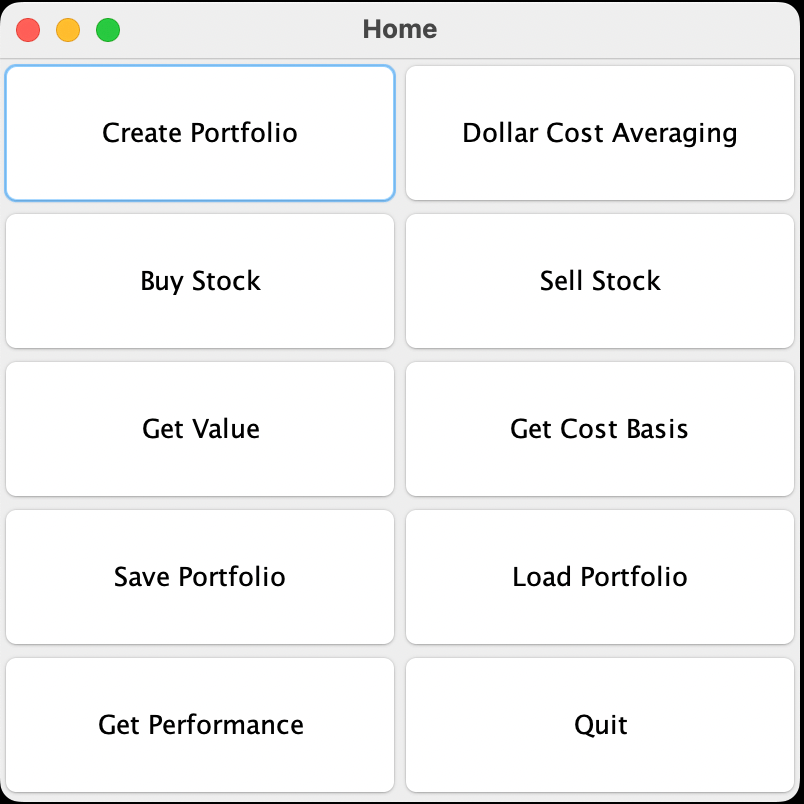 Home
Create Portfolio
Dollar Cost Averaging
Buy Stock
Sell Stock
Get Value
Get Cost Basis
Save Portfolio
Load Portfolio
Get Performance
Quit